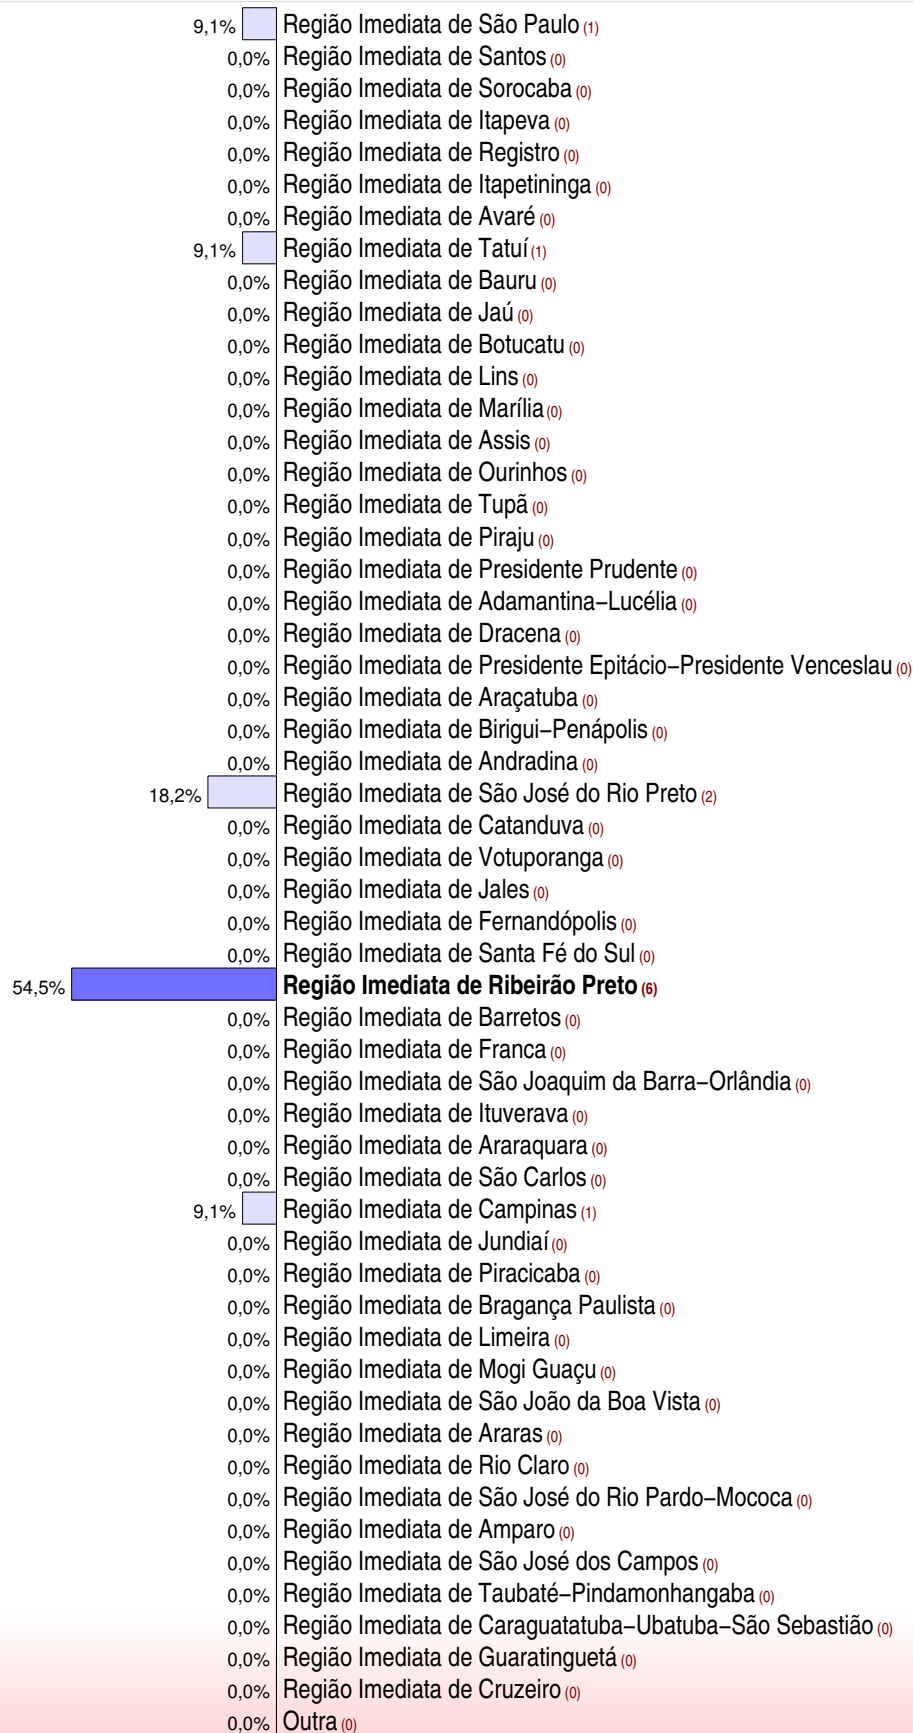 9,1% Região Imediata de São Paulo (1)
0,0% Região Imediata de Santos (0)
0,0% Região Imediata de Sorocaba (0)
0,0% Região Imediata de Itapeva (0)
0,0% Região Imediata de Registro (0)
0,0% Região Imediata de Itapetininga (0)
0,0% Região Imediata de Avaré (0)
9,1% Região Imediata de Tatuí (1)
0,0% Região Imediata de Bauru (0)
0,0% Região Imediata de Jaú (0)
0,0% Região Imediata de Botucatu (0)
0,0% Região Imediata de Lins (0)
0,0% Região Imediata de Marília (0)
0,0% Região Imediata de Assis (0)
0,0% Região Imediata de Ourinhos (0)
0,0% Região Imediata de Tupã (0)
0,0% Região Imediata de Piraju (0)
0,0% Região Imediata de Presidente Prudente (0)
0,0% Região Imediata de Adamantina−Lucélia (0)
0,0% Região Imediata de Dracena (0)
0,0% Região Imediata de Presidente Epitácio−Presidente Venceslau (0)
0,0% Região Imediata de Araçatuba (0)
0,0% Região Imediata de Birigui−Penápolis (0)
0,0% Região Imediata de Andradina (0)
18,2% Região Imediata de São José do Rio Preto (2)
0,0% Região Imediata de Catanduva (0)
0,0% Região Imediata de Votuporanga (0)
0,0% Região Imediata de Jales (0)
0,0% Região Imediata de Fernandópolis (0)
0,0% Região Imediata de Santa Fé do Sul (0)
54,5% Região Imediata de Ribeirão Preto (6)
0,0% Região Imediata de Barretos (0)
0,0% Região Imediata de Franca (0)
0,0% Região Imediata de São Joaquim da Barra−Orlândia (0)
0,0% Região Imediata de Ituverava (0)
0,0% Região Imediata de Araraquara (0)
0,0% Região Imediata de São Carlos (0)
9,1% Região Imediata de Campinas (1)
0,0% Região Imediata de Jundiaí (0)
0,0% Região Imediata de Piracicaba (0)
0,0% Região Imediata de Bragança Paulista (0)
0,0% Região Imediata de Limeira (0)
0,0% Região Imediata de Mogi Guaçu (0)
0,0% Região Imediata de São João da Boa Vista (0)
0,0% Região Imediata de Araras (0)
0,0% Região Imediata de Rio Claro (0)
0,0% Região Imediata de São José do Rio Pardo−Mococa (0)
0,0% Região Imediata de Amparo (0)
0,0% Região Imediata de São José dos Campos (0)
0,0% Região Imediata de Taubaté−Pindamonhangaba (0)
0,0% Região Imediata de Caraguatatuba−Ubatuba−São Sebastião (0)
0,0% Região Imediata de Guaratinguetá (0)
0,0% Região Imediata de Cruzeiro (0)
0,0% Outra (0)